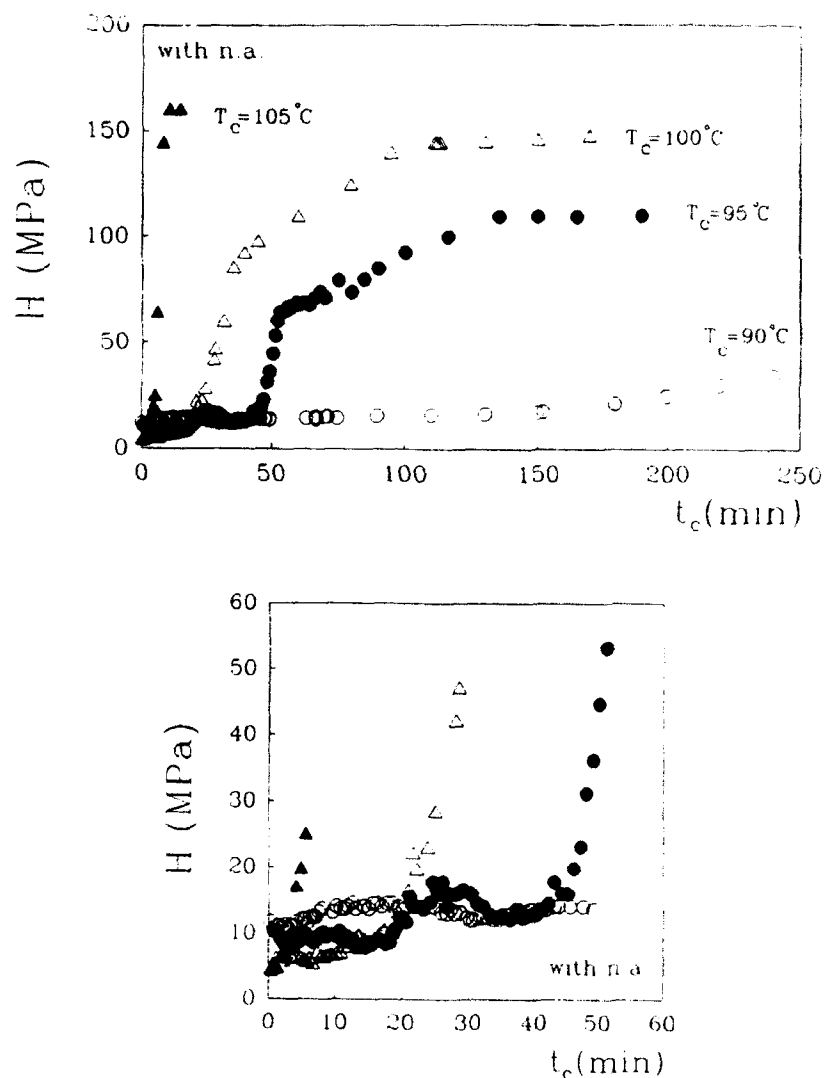 200
with n.a.
T_c=105°C
150
T_c=100°C
H (MPa)
100
T_c=95°C
50
T_c=90°C
0
0 50 100 150 200 250
t_c(min)
60
50
40
H (MPa)
30
20
10
with n.a
0
0 10 20 30 40 50 60
t_c(min)